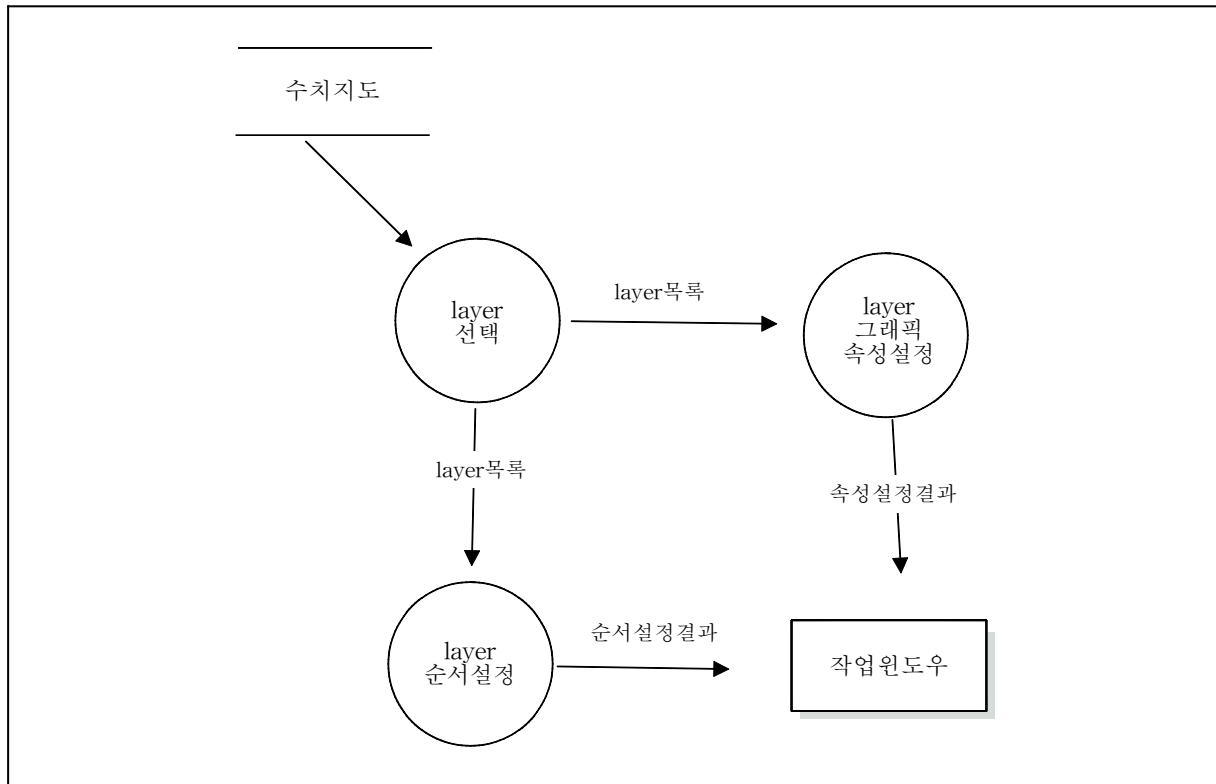 수치지도
layer목록
layer
선택
layer
그래픽
속성설정
layer목록
속성설정결과
순서설정결과
layer
순서설정
작업윈도우